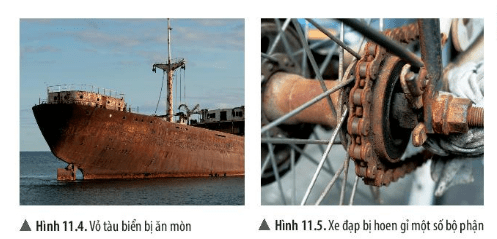 ▲ Hình 11.4. Vỏ tàu biển bị ăn mòn
▲ Hình 11.5. Xe đạp bị hoen gỉ một số bộ phận